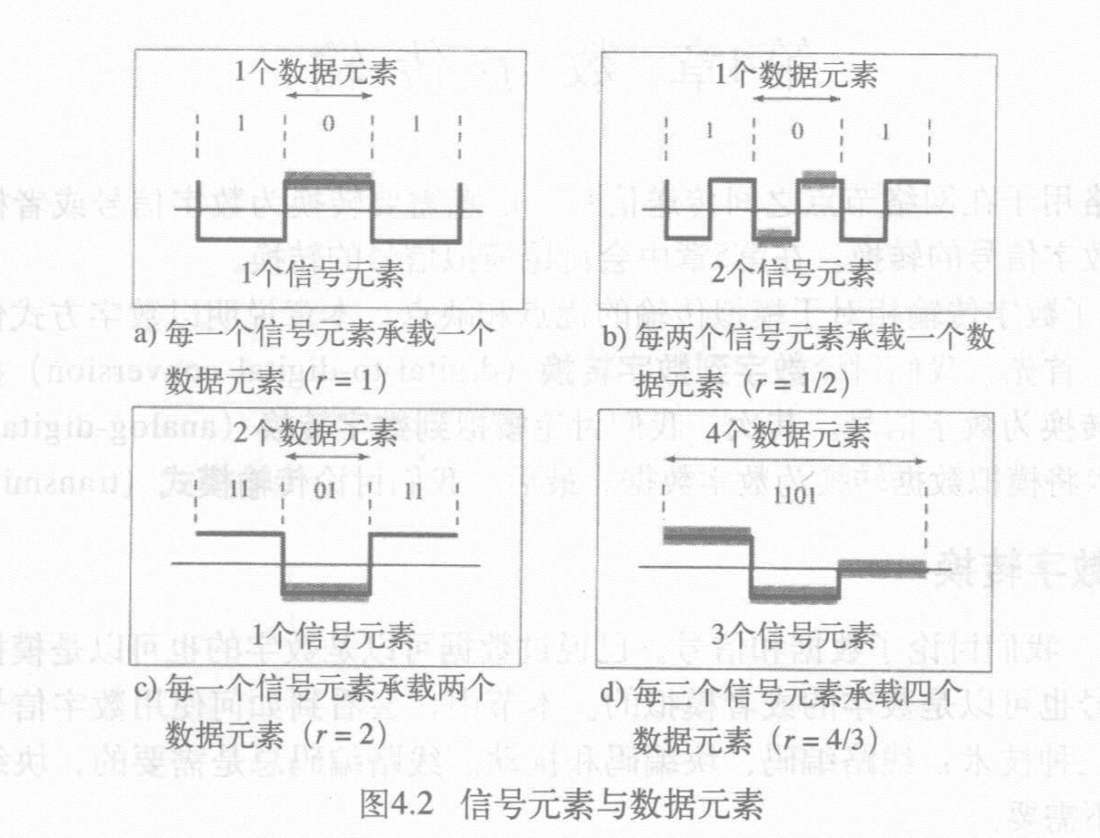 1个数据元素
1 0 1
1个信号元素
a) 每一个信号元素承载一个
数据元素（r = 1）
1个数据元素
1 0 1
2个信号元素
b) 每两个信号元素承载一个数
据元素（r = 1/2）
2个数据元素
11 01 11
1个信号元素
c) 每一个信号元素承载两个
数据元素（r = 2）
4个数据元素
1101
3个信号元素
d) 每三个信号元素承载四个
数据元素（r = 4/3）
图4.2 信号元素与数据元素